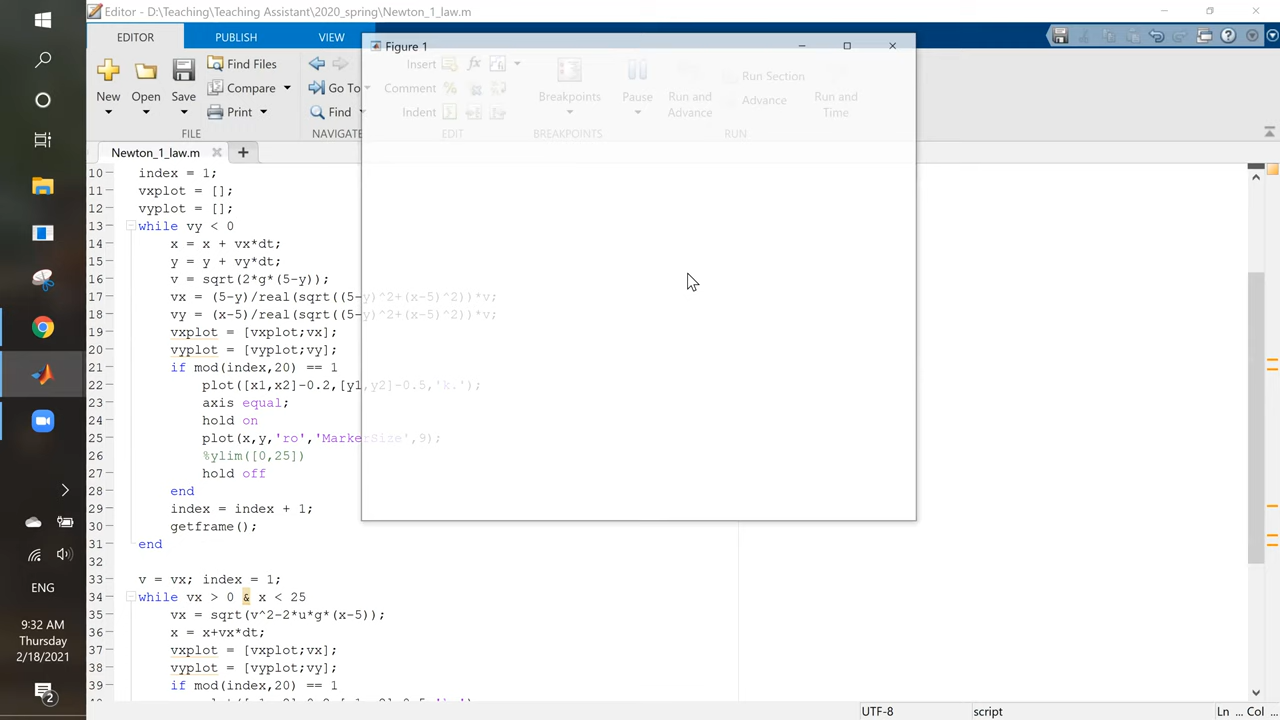 Editor - D:\Teaching\Teaching Assistant\2020_spring\Newton_1_law.m
EDITOR
PUBLISH
VIEW
Figure 1
New
Open
Save
Find Files
Compare
Print
FILE
Go To
Find
NAVIGATE
Insert
fx
Comment
%
Indent
EDIT
Breakpoints
BREAKPOINTS
Pause
Run and
Advance
Run Section
Advance
Run and
Time
RUN
Newton_1_law.m
10 index = 1;
11 vxplot = [];
12 vyplot = [];
13 while vy < 0
14 x = x + vx*dt;
15 y = y + vy*dt;
16 v = sqrt(2*g*(5-y));
17 vx = (5-y)/real(sqrt((5-y)^2+(x-5)^2))*v;
18 vy = (x-5)/real(sqrt((5-y)^2+(x-5)^2))*v;
19 vxplot = [vxplot;vx];
20 vyplot = [vyplot;vy];
21 if mod(index,20) == 1
22 plot([x1,x2]-0.2,[y1,y2]-0.5,'k.');
23 axis equal;
24 hold on
25 plot(x,y,'ro','MarkerSize',9);
26 %ylim([0,25])
27 hold off
28 end
29 index = index + 1;
30 getframe();
31 end
32
33 v = vx; index = 1;
34 while vx > 0 & x < 25
35 vx = sqrt(v^2-2*u*g*(x-5));
36 x = x+vx*dt;
37 vxplot = [vxplot;vx];
38 vyplot = [vyplot;vy];
39 if mod(index,20) == 1
ENG
9:32 AM
Thursday
2/18/2021
2
UTF-8
script
Ln ... Col ...